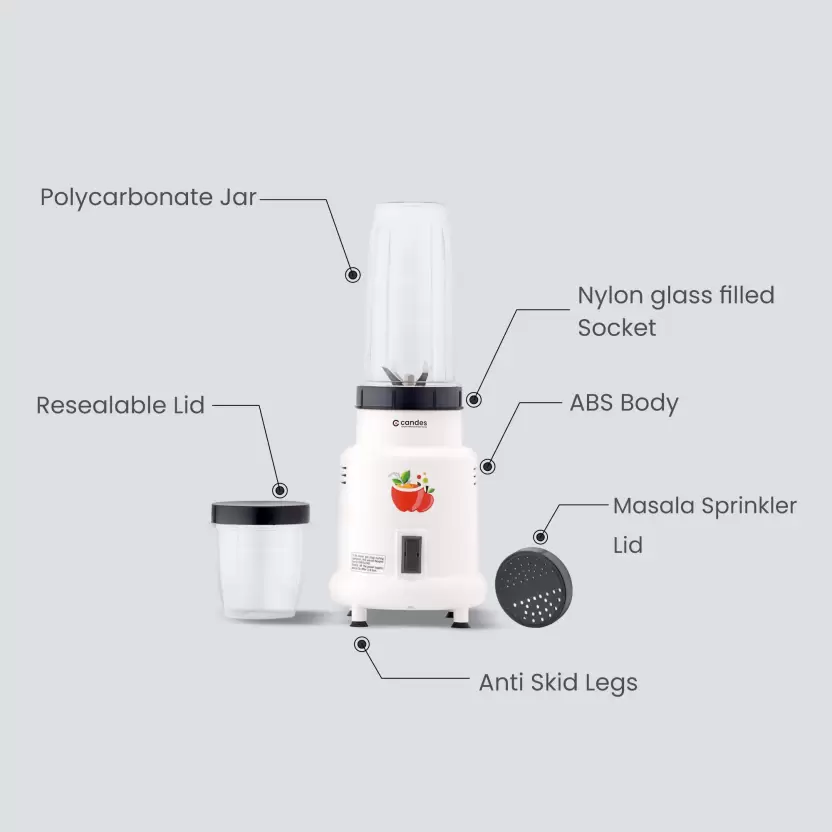 Polycarbonate Jar
Nylon glass filled
Socket
Resealable Lid
ABS Body
candes
Masala Sprinkler
Lid
Anti Skid Legs